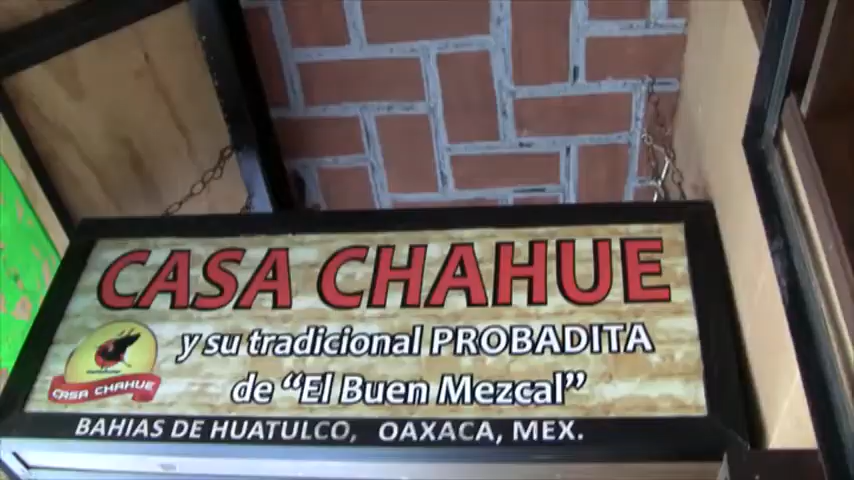 CASA CHAHUE
y su tradicional PROBADITA
de “El Buen Mezcal”
CASA CHAHUE
BAHIAS DE HUATULCO, OAXACA, MEX.